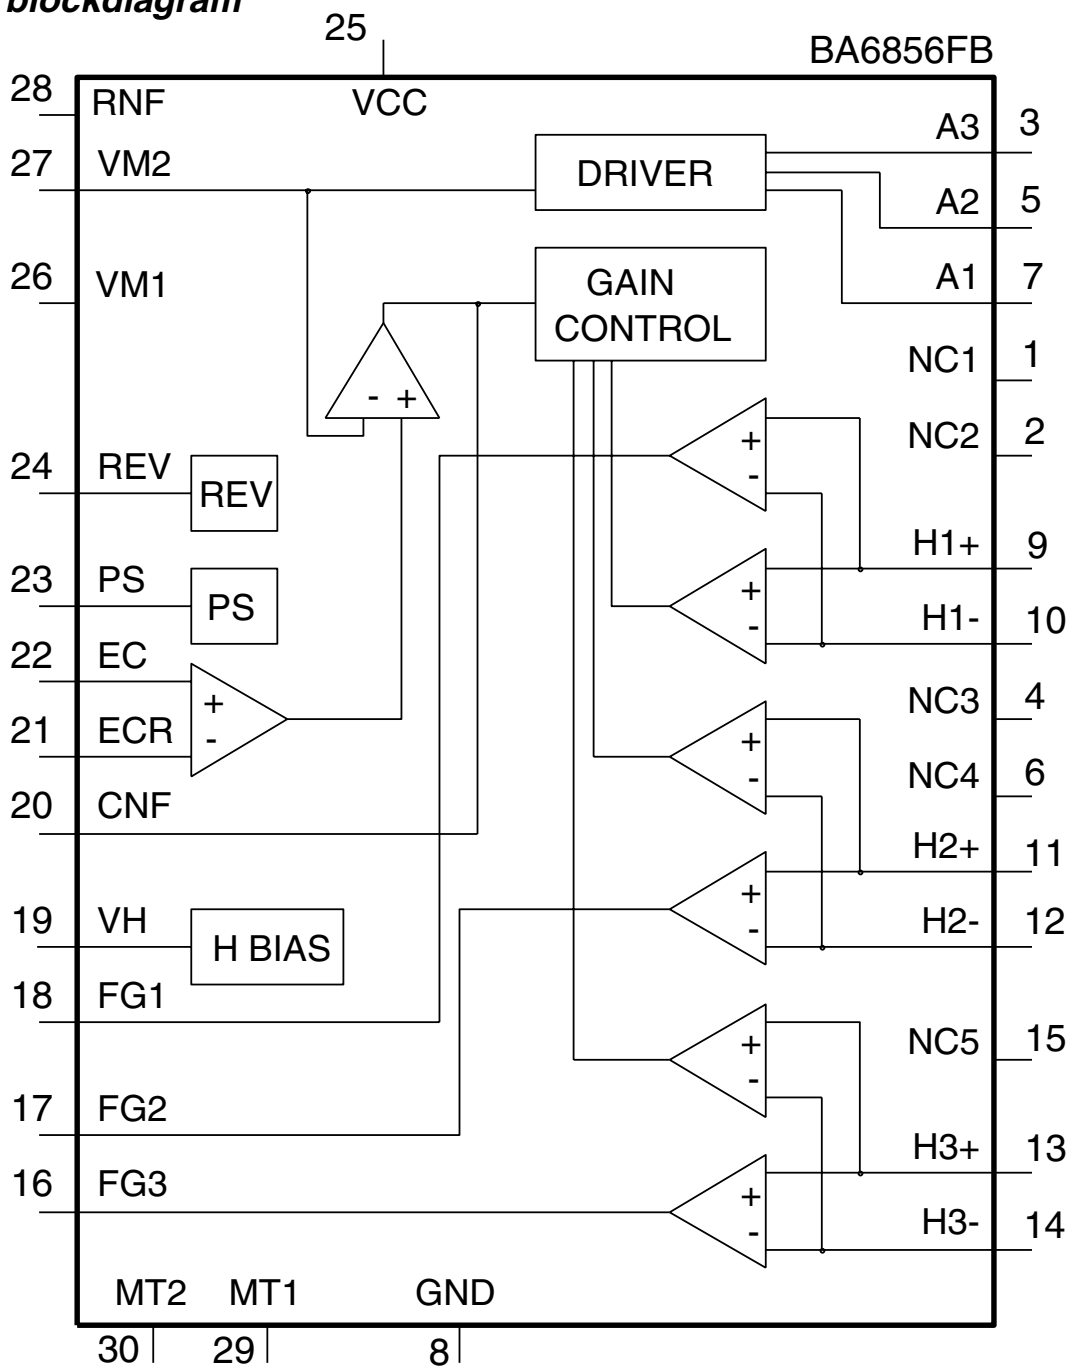 blockdiagram
25
BA6856FB
28
RNF
VCC
A3
3
27
VM2
DRIVER
A2
5
26
VM1
GAIN
CONTROL
A1
7
NC1
1
- +
NC2
2
24
REV
REV
+
-
H1+
9
23
PS
PS
+
-
H1-
10
22
EC
21
ECR
+
-
NC3
4
20
CNF
+
-
NC4
6
H2+
11
19
VH
H BIAS
+
-
H2-
12
18
FG1
NC5
15
+
-
17
FG2
H3+
13
16
FG3
+
-
H3-
14
MT2
MT1
GND
30
29
8